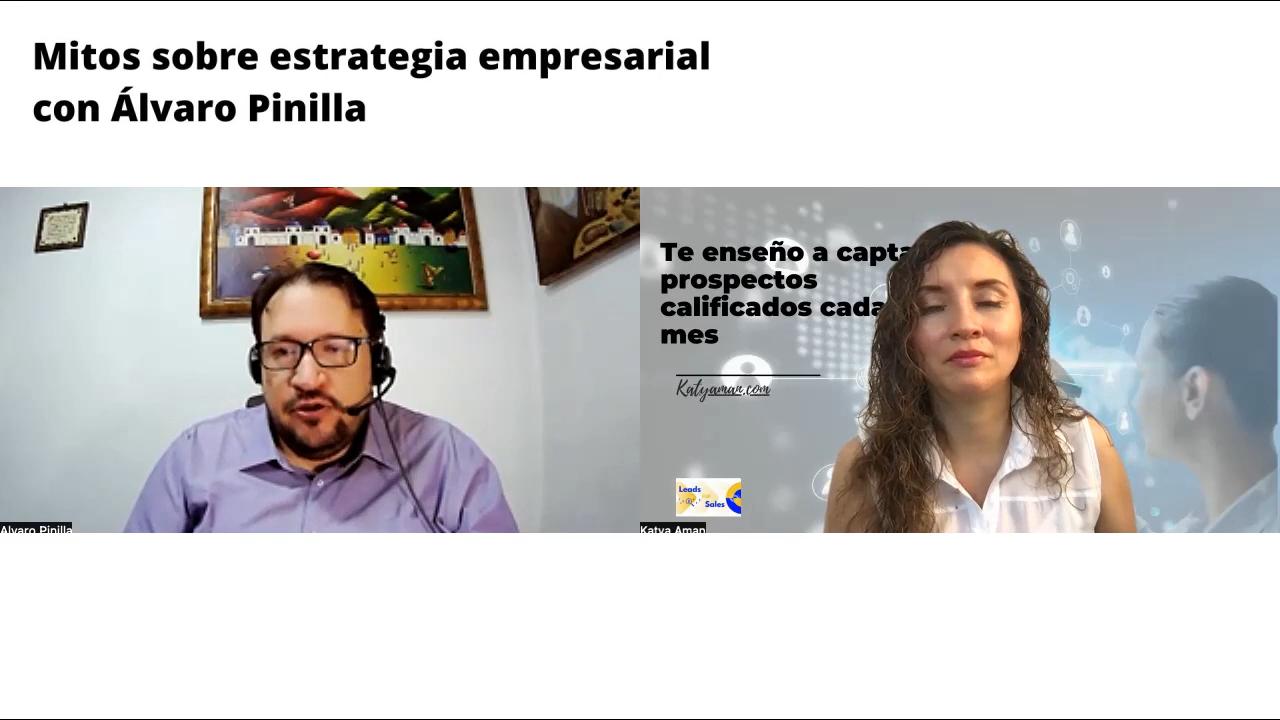 Mitos sobre estrategia empresarial
con Álvaro Pinilla
Te enseño a capta
prospectos
calificados cada
mes
Katyaman.com
Leads
Sales
Alvaro Pinilla
Katya Aman